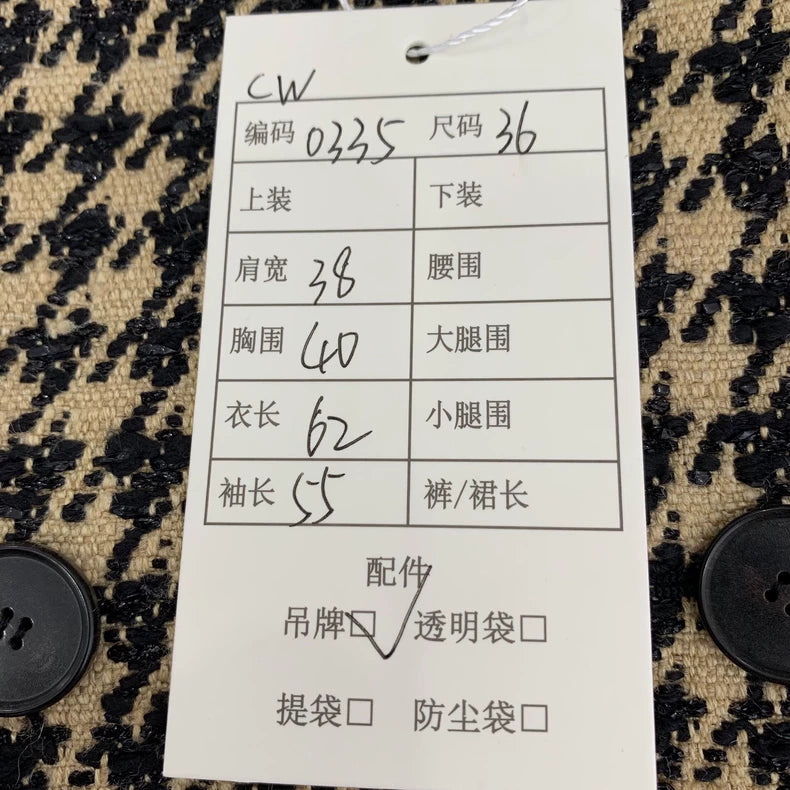 CW
编码 0335 尺码 36
上装 下装
肩宽 38 腰围
胸围 40 大腿围
衣长 62 小腿围
袖长 55 裤/裙长
配件
吊牌☑ 透明袋□
提袋□ 防尘袋□